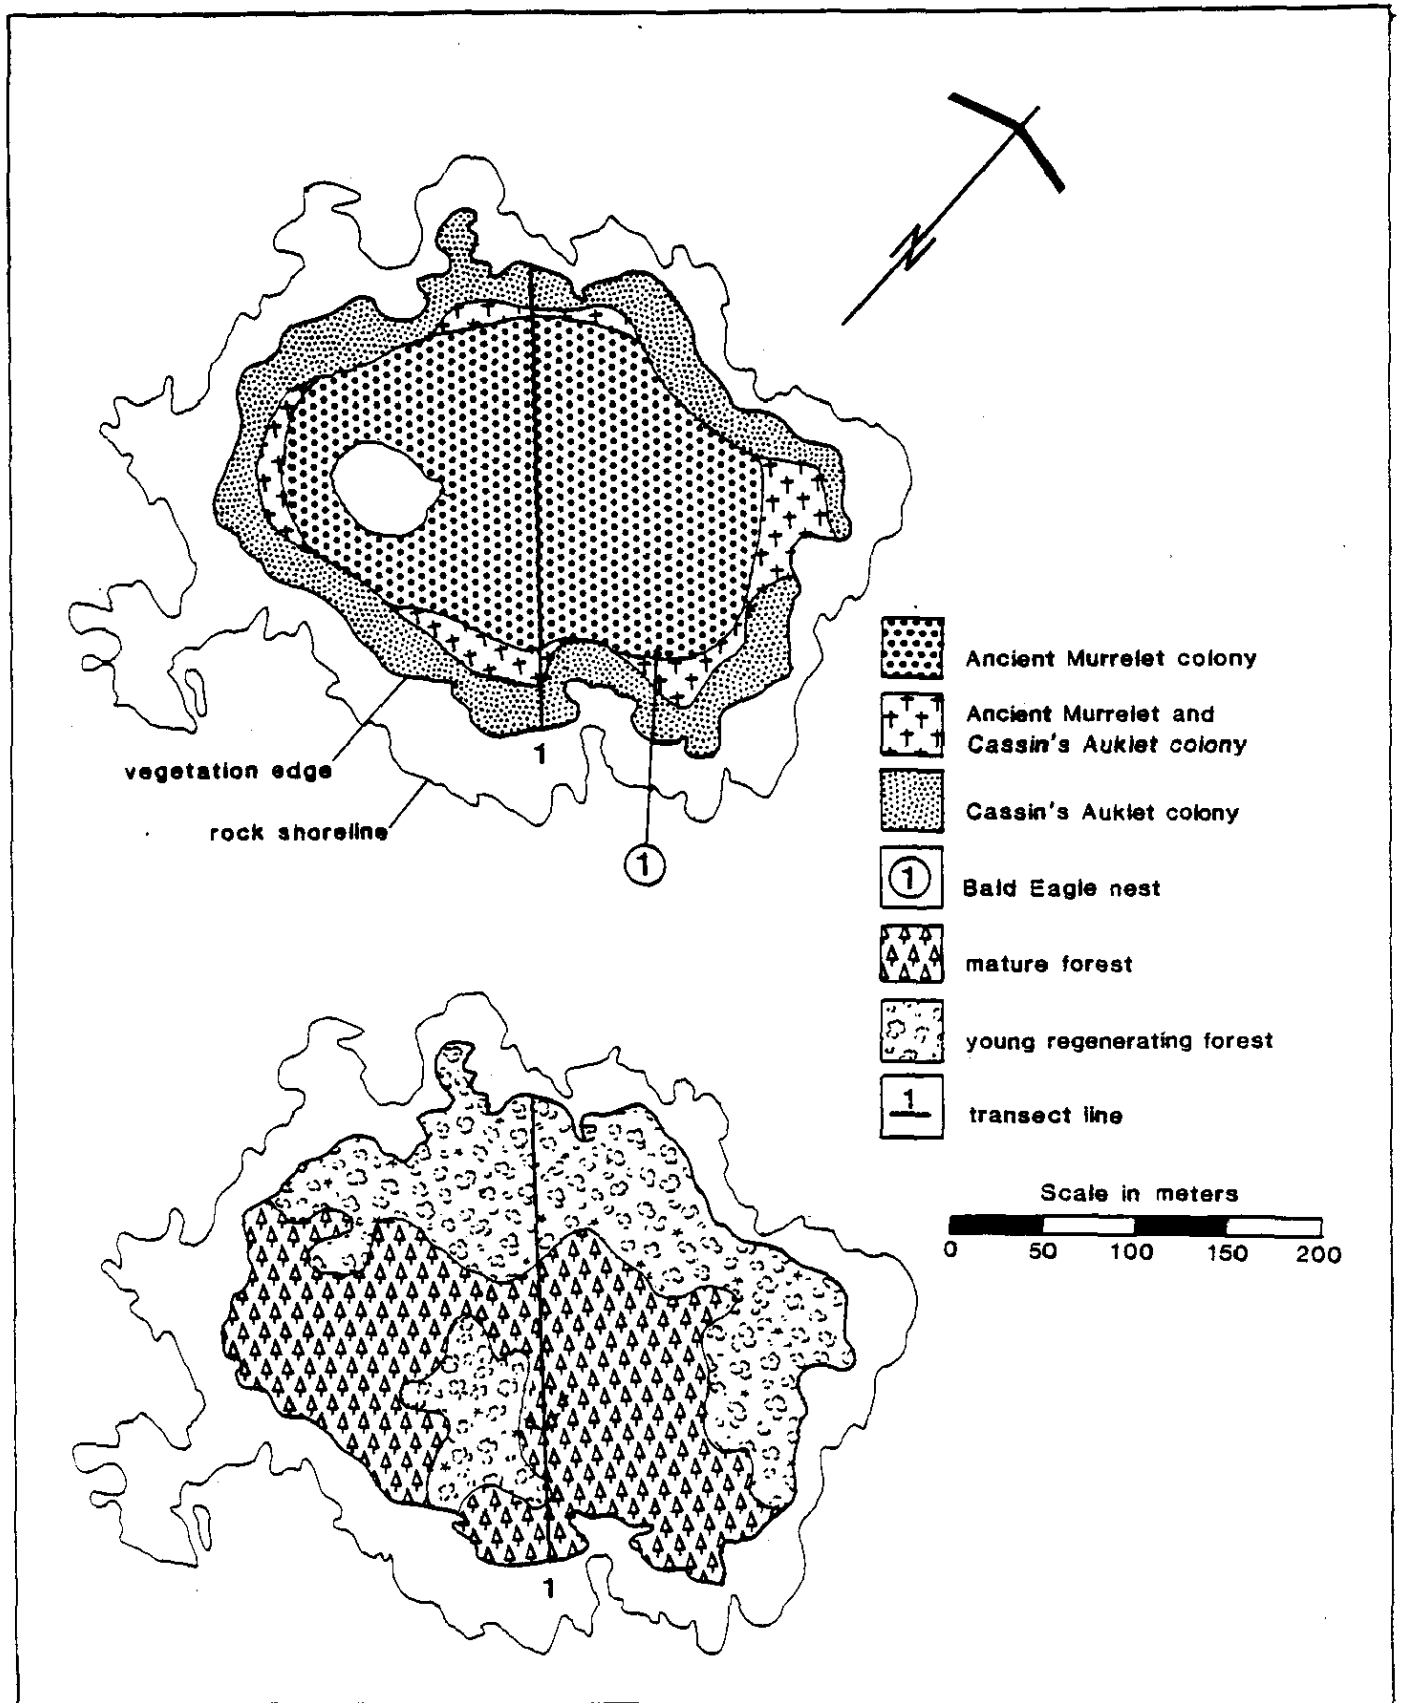 N
1
vegetation edge
rock shoreline
1
Ancient Murrelet colony
Ancient Murrelet and
Cassin's Auklet colony
Cassin's Auklet colony
1
Bald Eagle nest
mature forest
young regenerating forest
1
transect line
Scale in meters
0 50 100 150 200
1